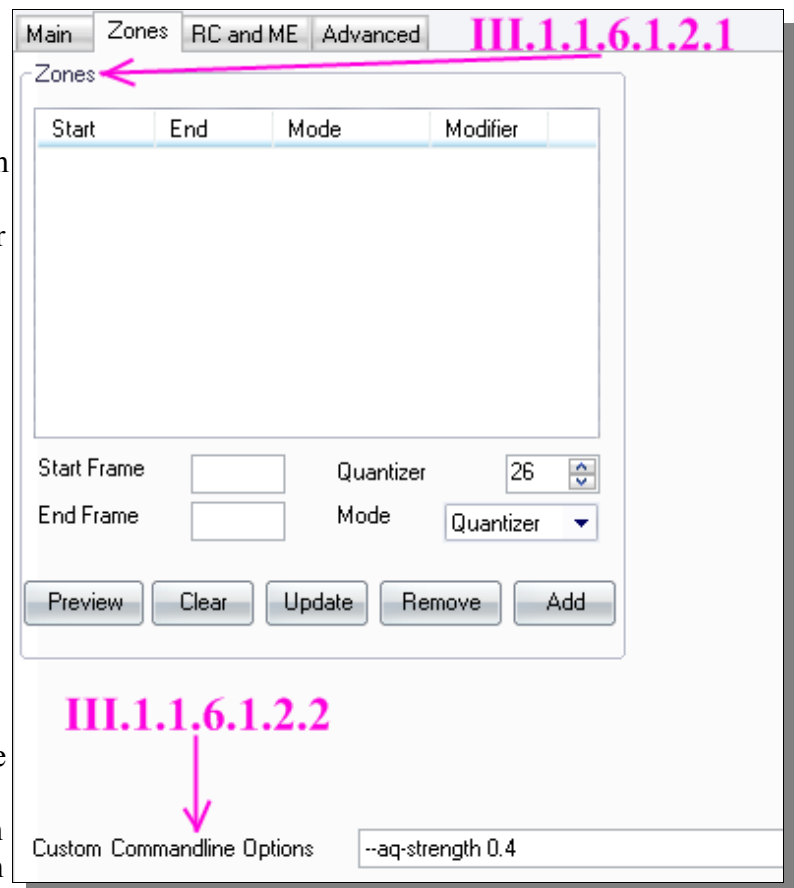 Main Zones RC and ME Advanced III.1.1.6.1.2.1
Zones
Start End Mode Modifier
n
r
Start Frame Quantizer 26
End Frame Mode Quantizer
Preview Clear Update Remove Add
III.1.1.6.1.2.2
e
n
Custom Commandline Options --aq-strength 0.4
n